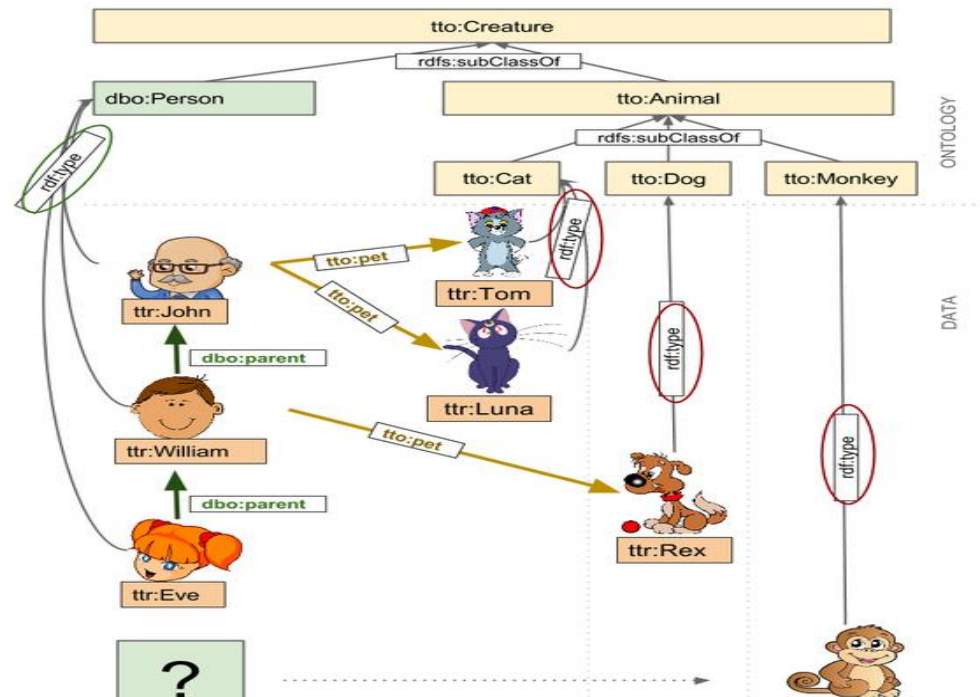 tto:Creature
rdfs:subClassOf
dbo:Person
tto:Animal
rdfs:subClassOf
ONTOLOGY
rdf:type
tto:Cat
tto:Dog
tto:Monkey
rdf:type
tto:pet
ttr:John
tto:pet
ttr:Tom
DATA
dbo:parent
rdf:type
ttr:Luna
ttr:William
tto:pet
rdf:type
dbo:parent
ttr:Rex
ttr:Eve
?